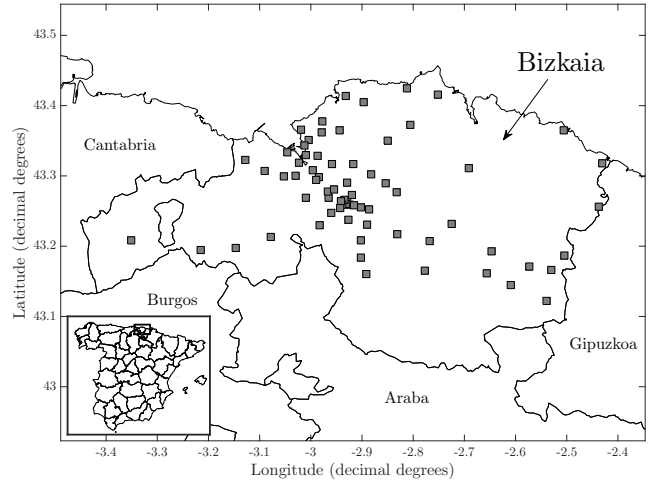 43.5
43.4
43.3
43.2
43.1
43
Latitude (decimal degrees)
Bizkaia
Cantabria
Burgos
Gipuzkoa
Araba
-3.4 -3.3 -3.2 -3.1 -3 -2.9 -2.8 -2.7 -2.6 -2.5 -2.4
Longitude (decimal degrees)